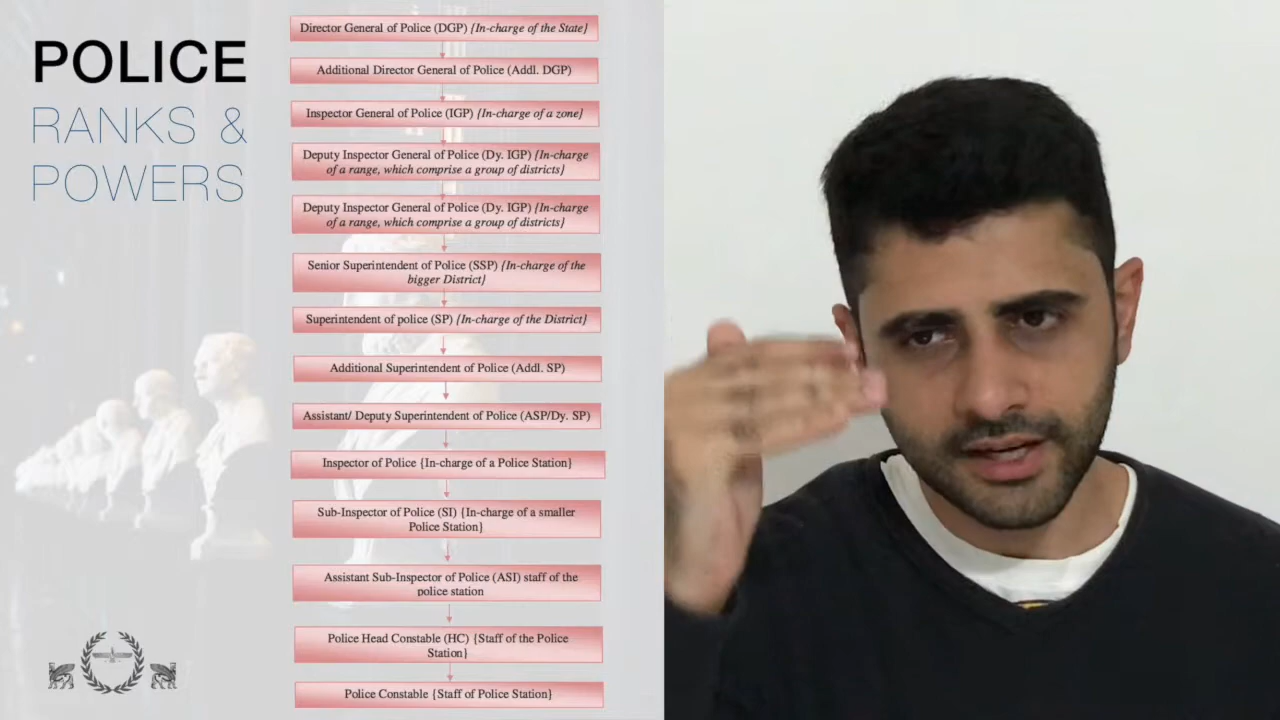 POLICE
RANKS &
POWERS
Director General of Police (DGP) {In-charge of the State}
Additional Director General of Police (Addl. DGP)
Inspector General of Police (IGP) {In-charge of a zone}
Deputy Inspector General of Police (Dy. IGP) {In-charge
of a range, which comprise a group of districts}
Deputy Inspector General of Police (Dy. IGP) {In-charge
of a range, which comprise a group of districts}
Senior Superintendent of Police (SSP) {In-charge of the
bigger District}
Superintendent of police (SP) {In-charge of the District}
Additional Superintendent of Police (Addl. SP)
Assistant/ Deputy Superintendent of Police (ASP/Dy. SP)
Inspector of Police {In-charge of a Police Station}
Sub-Inspector of Police (SI) {In-charge of a smaller
Police Station}
Assistant Sub-Inspector of Police (ASI) staff of the
police station
Police Head Constable (HC) {Staff of the Police
Station}
Police Constable {Staff of Police Station}